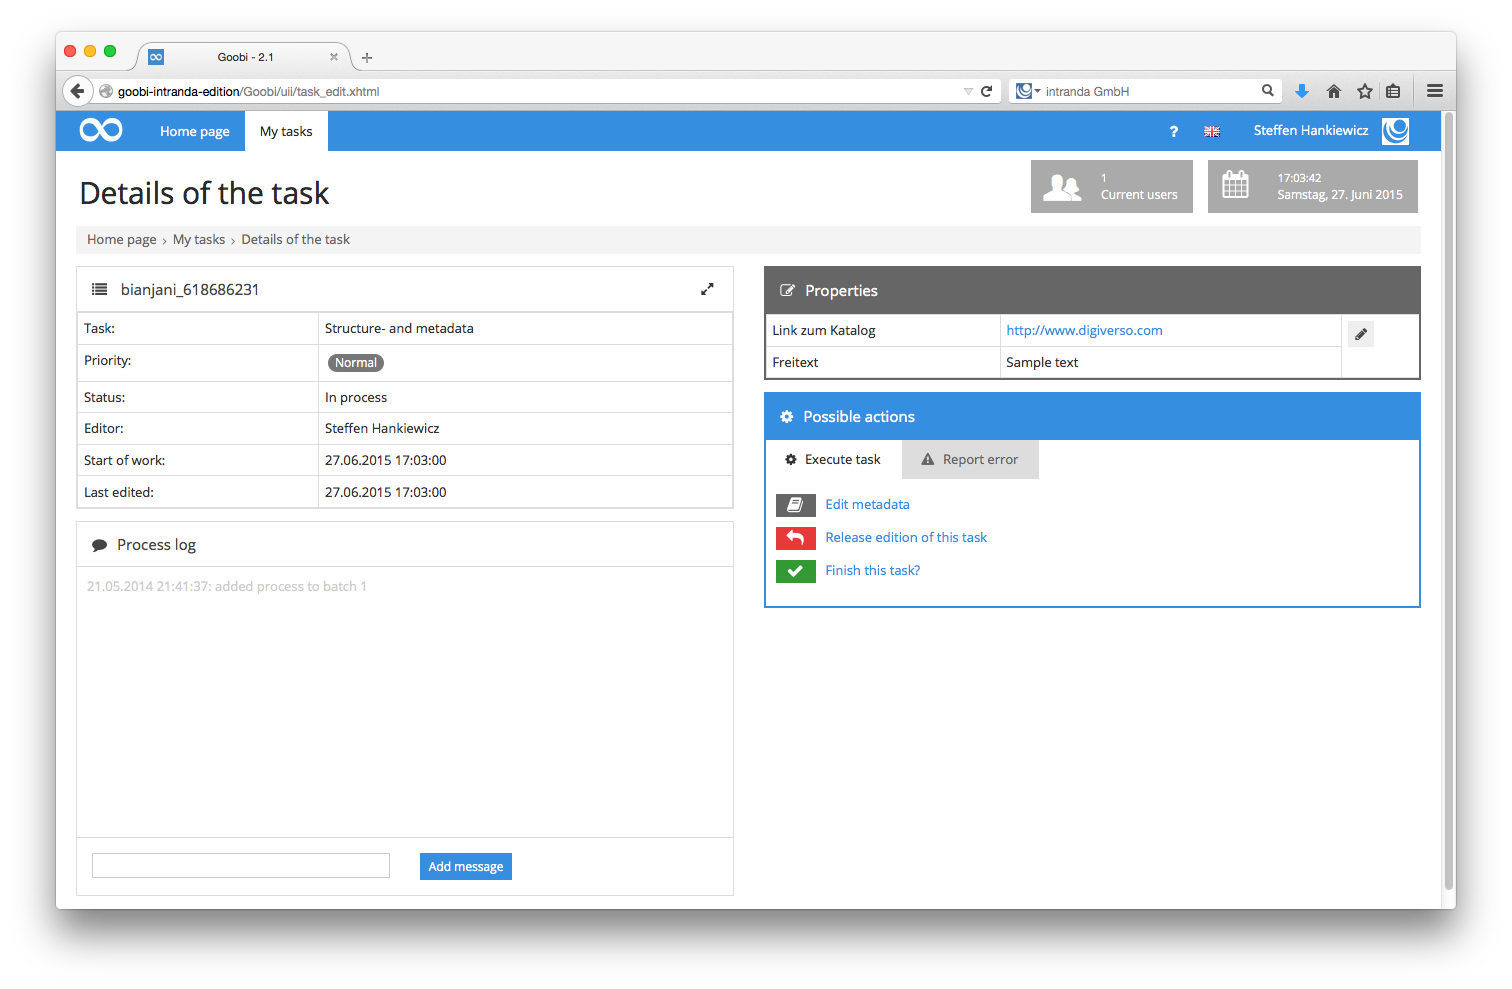 Goobi - 2.1
goobi-intranda-edition/Goobi/uii/task_edit.xhtml
intranda GmbH
Home page
My tasks
?
Steffen Hankiewicz
Details of the task
1
Current users
17:03:42
Samstag, 27. Juni 2015
Home page › My tasks › Details of the task
bianjani_618686231
Task: Structure- and metadata
Priority: Normal
Status: In process
Editor: Steffen Hankiewicz
Start of work: 27.06.2015 17:03:00
Last edited: 27.06.2015 17:03:00
Process log
21.05.2014 21:41:37: added process to batch 1
Add message
Properties
Link zum Katalog http://www.digiverso.com
Freitext Sample text
Possible actions
Execute task Report error
Edit metadata
Release edition of this task
Finish this task?